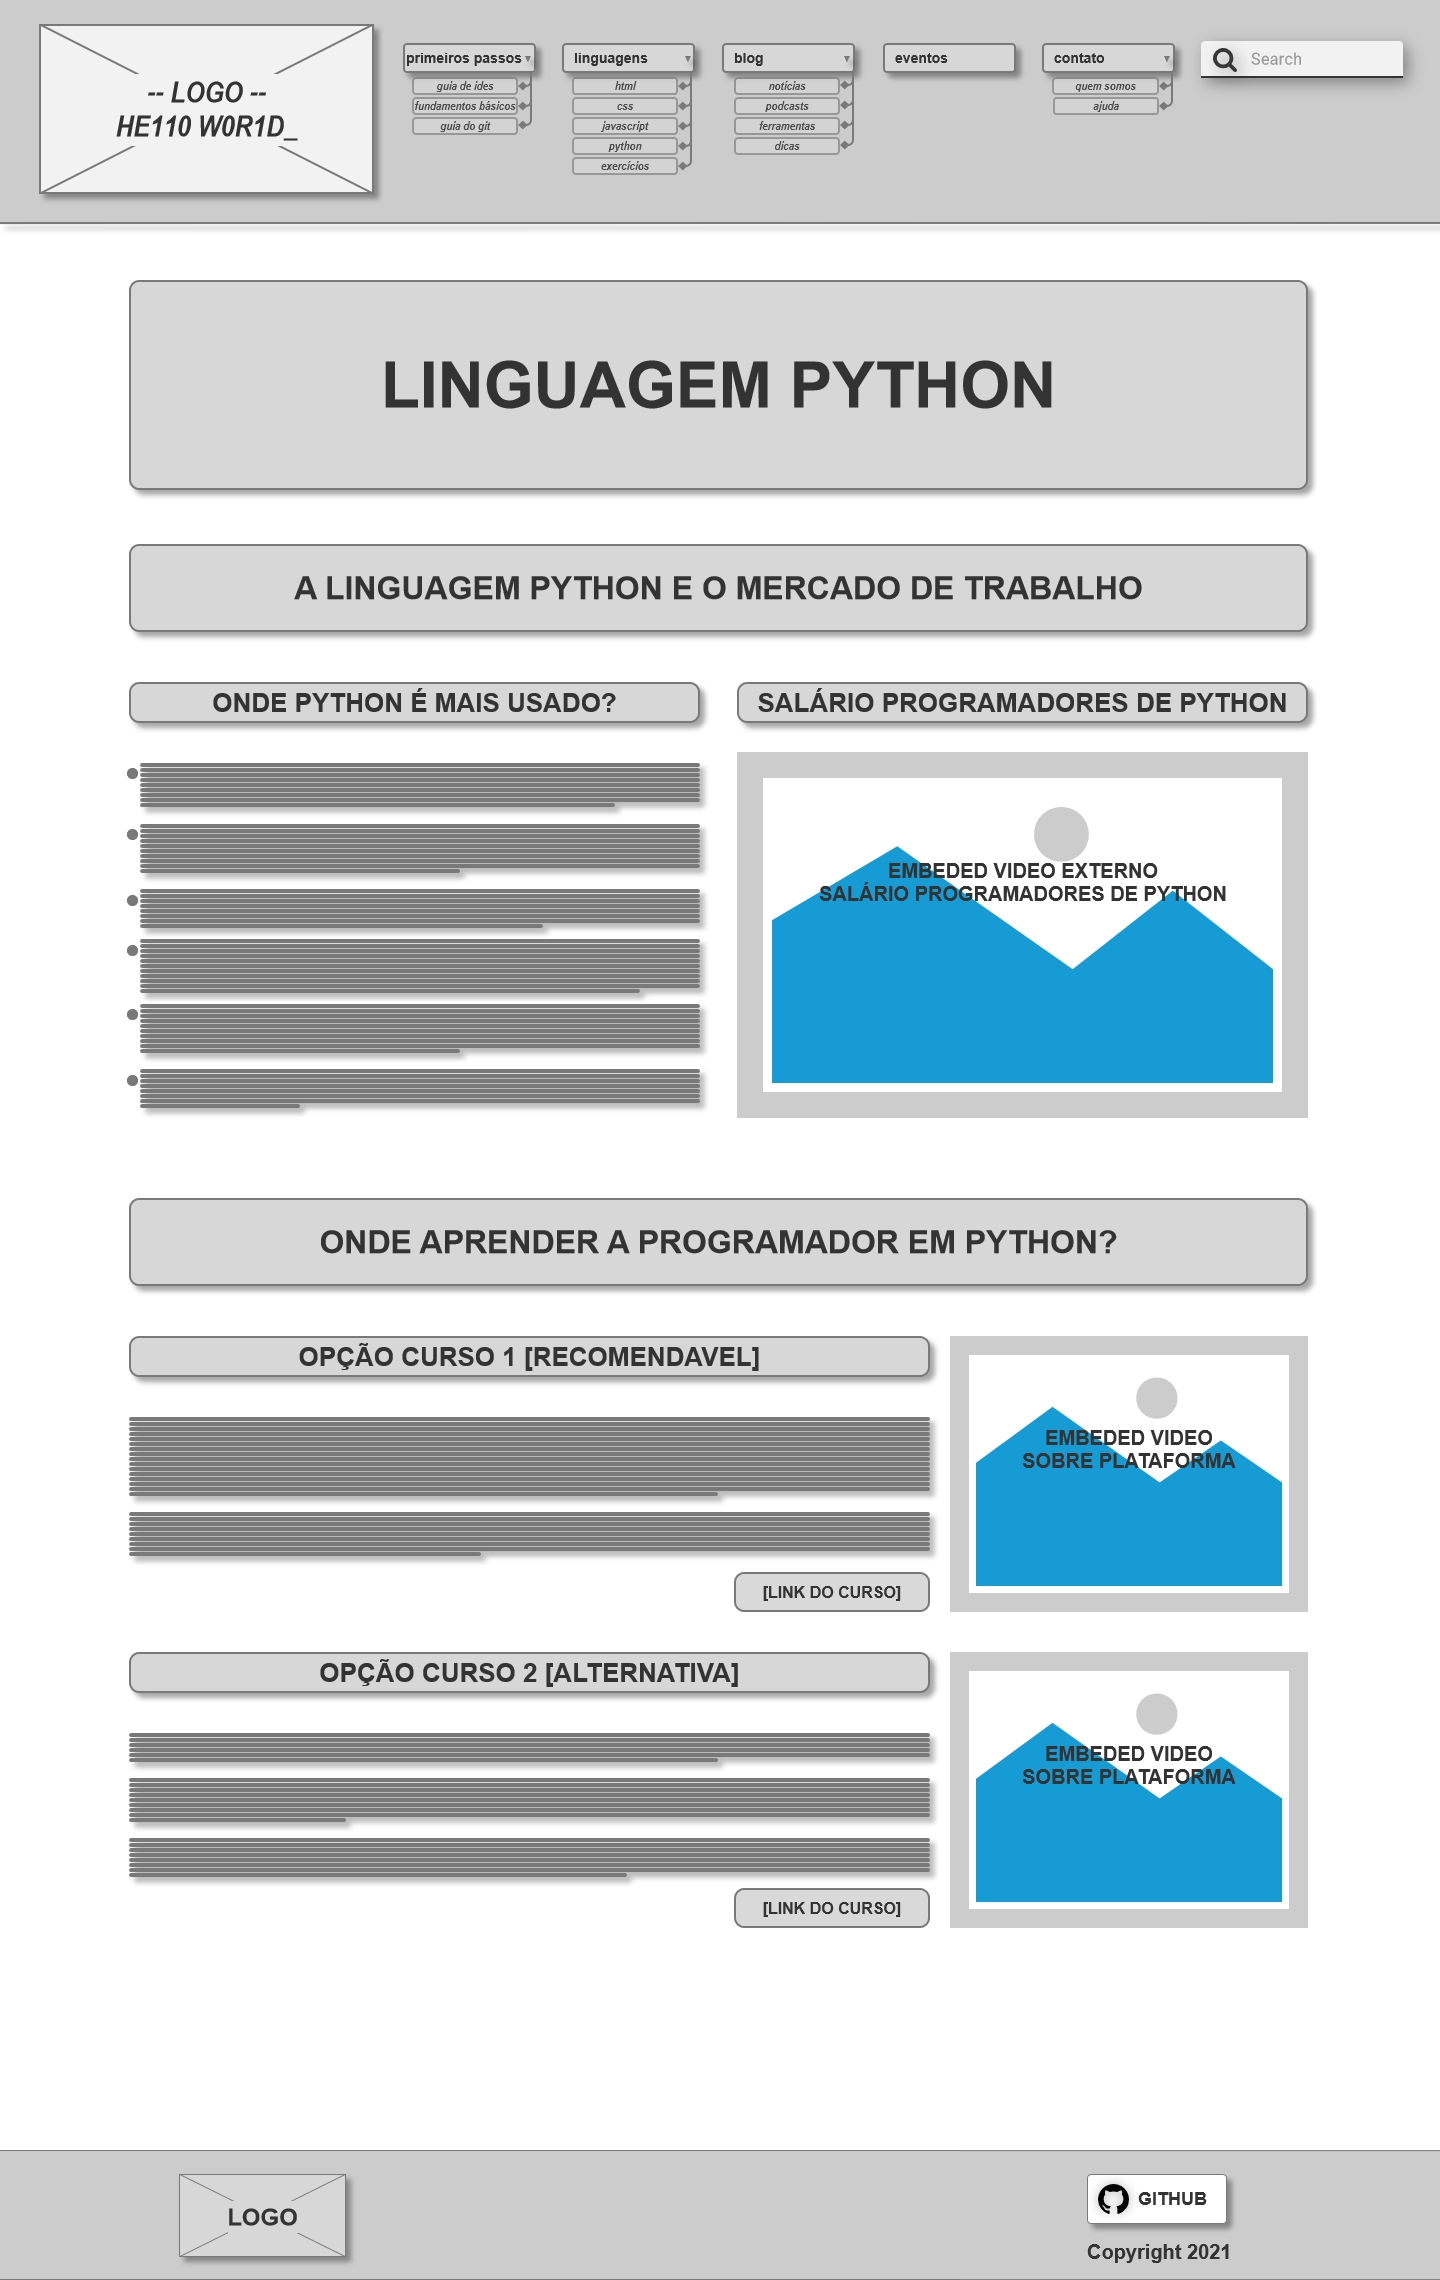 -- LOGO --
HE110 W0R1D_
primeiros passos
guia de ides
fundamentos básicos
guia do git
linguagens
html
css
javascript
python
exercícios
blog
notícias
podcasts
ferramentas
dicas
eventos
contato
quem somos
ajuda
Search
LINGUAGEM PYTHON
A LINGUAGEM PYTHON E O MERCADO DE TRABALHO
ONDE PYTHON É MAIS USADO?
SALÁRIO PROGRAMADORES DE PYTHON
EMBEDED VIDEO EXTERNO
SALÁRIO PROGRAMADORES DE PYTHON
ONDE APRENDER A PROGRAMADOR EM PYTHON?
OPÇÃO CURSO 1 [RECOMENDAVEL]
EMBEDED VIDEO
SOBRE PLATAFORMA
[LINK DO CURSO]
OPÇÃO CURSO 2 [ALTERNATIVA]
EMBEDED VIDEO
SOBRE PLATAFORMA
[LINK DO CURSO]
LOGO
GITHUB
Copyright 2021